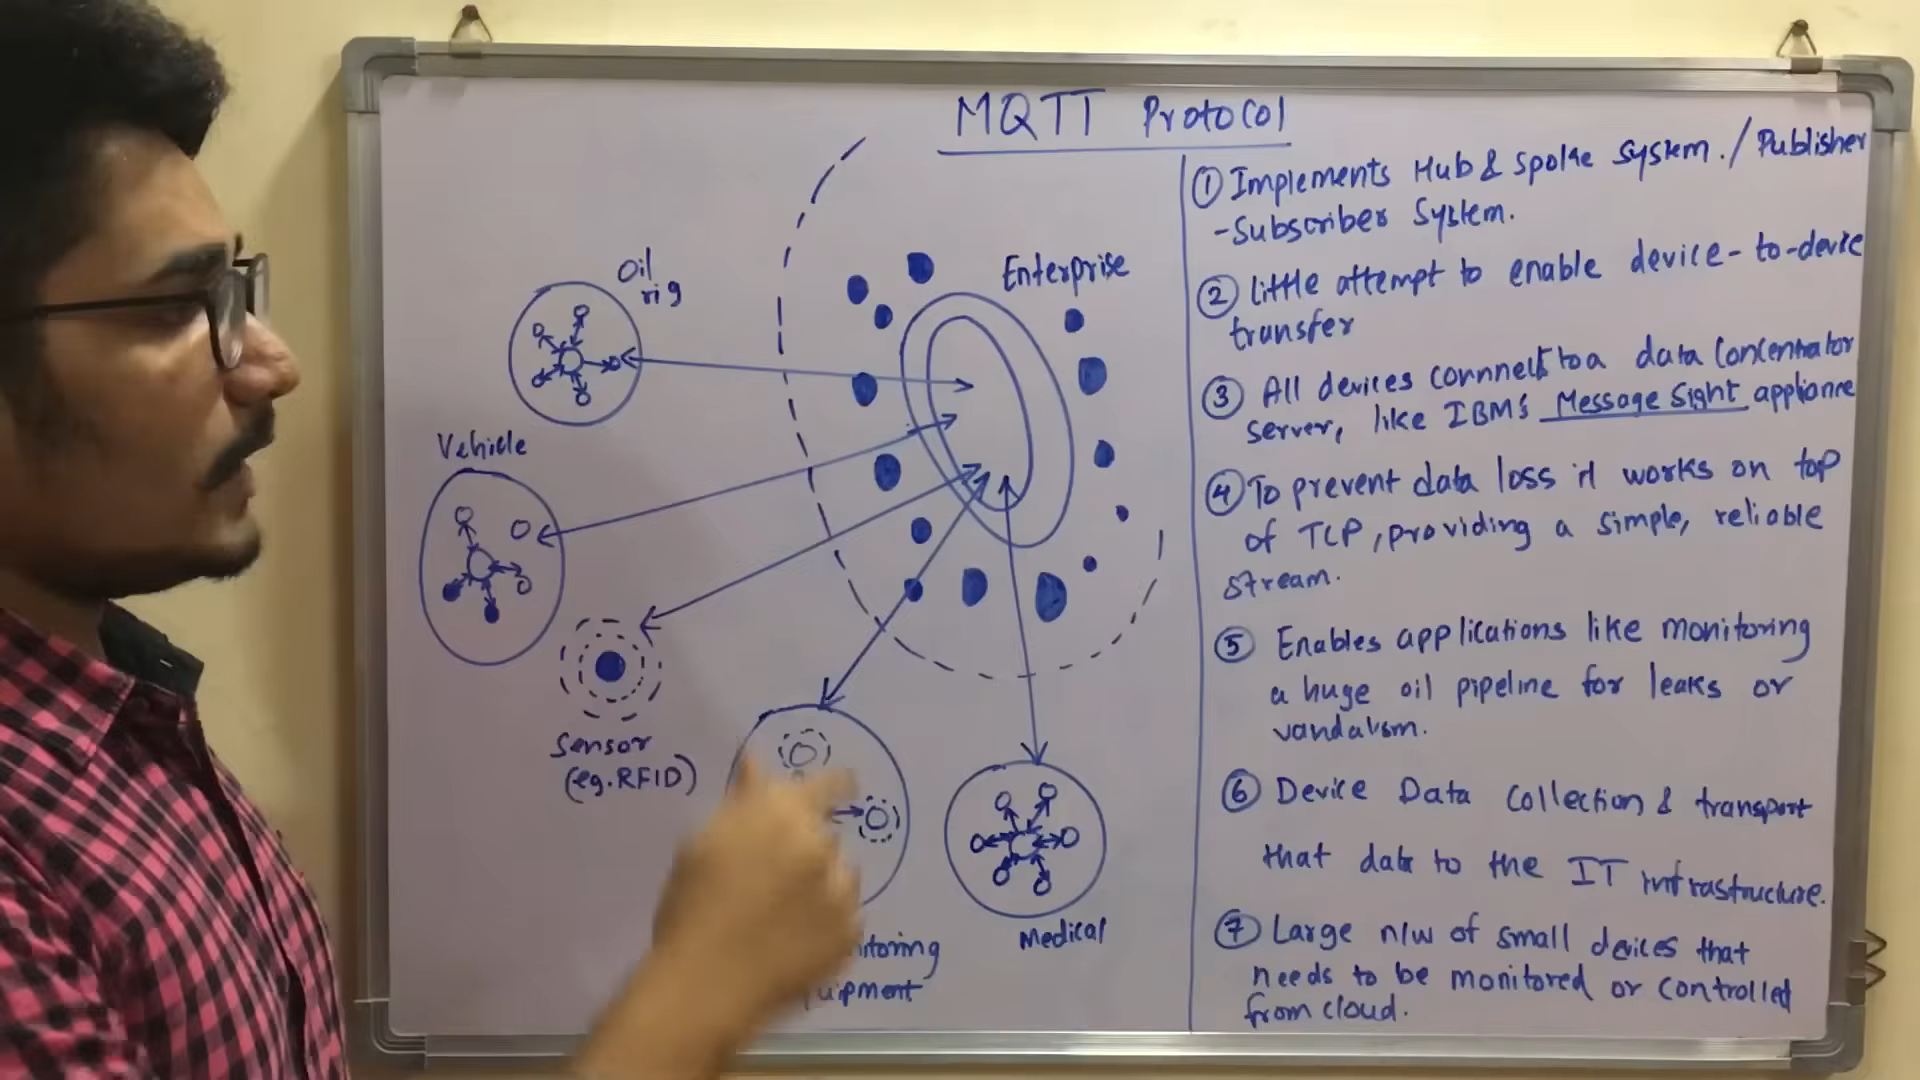 MQTT Protocol
Oil
rig
Enterprise
Vehicle
Sensor
(eg.RFID)
Medical
① Implements Hub & spoke system. / Publisher
-Subscriber System.
② little attempt to enable device-to-device
transfer
③ All devices connnects to a data concentrator
server, like IBM's Message Sight appliance
④ To prevent data loss it works on top
of TCP, providing a simple, reliable
stream.
⑤ Enables applications like monitoring
a huge oil pipeline for leaks or
vandalism.
⑥ Device Data collection & transport
that data to the IT infrastructure.
⑦ Large n/w of small devices that
needs to be monitored or controlled
from cloud.